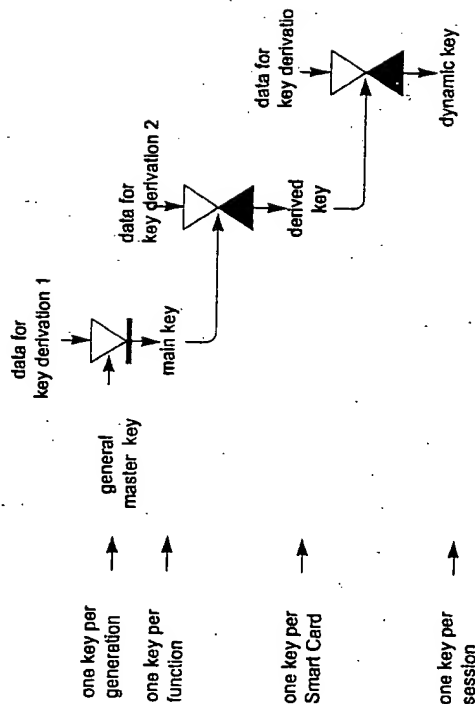 data for
key derivation 1
one key per
generation
general
master key
one key per
function
main key
data for
key derivation 2
one key per
Smart Card
derived
key
data for
key derivatio
one key per
session
dynamic key